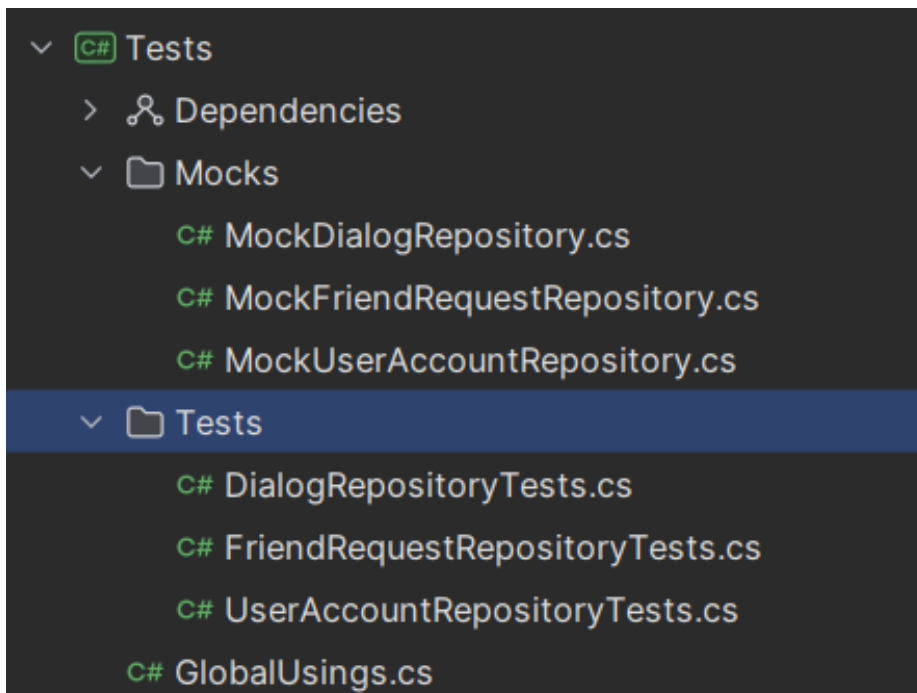 C# Tests
Dependencies
Mocks
C# MockDialogRepository.cs
C# MockFriendRequestRepository.cs
C# MockUserAccountRepository.cs
Tests
C# DialogRepositoryTests.cs
C# FriendRequestRepositoryTests.cs
C# UserAccountRepositoryTests.cs
C# GlobalUsings.cs